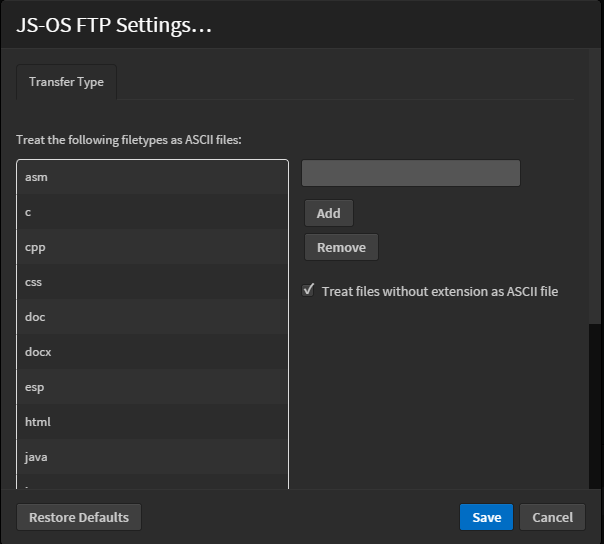 JS-OS FTP Settings...
Transfer Type
Treat the following filetypes as ASCII files:
asm
c
cpp
css
doc
docx
esp
html
java
Add
Remove
Treat files without extension as ASCII file
Restore Defaults
Save
Cancel